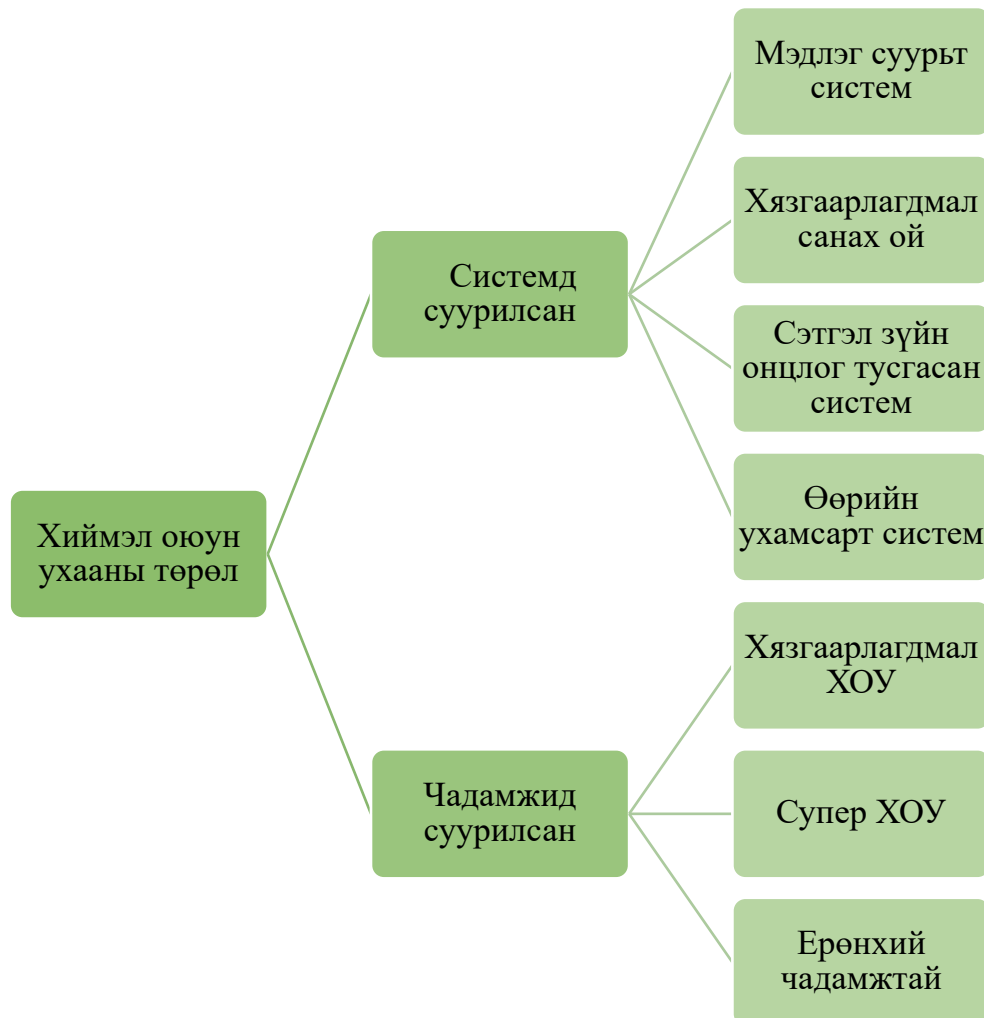 Хиймэл оюун
ухааны төрөл
Системд
суурилсан
Мэдлэг суурьт
систем
Хязгаарлагдмал
санах ой
Сэтгэл зүйн
онцлог тусгасан
систем
Өөрийн
ухамсарт систем
Чадамжид
суурилсан
Хязгаарлагдмал
ХОУ
Супер ХОУ
Ерөнхий
чадамжтай